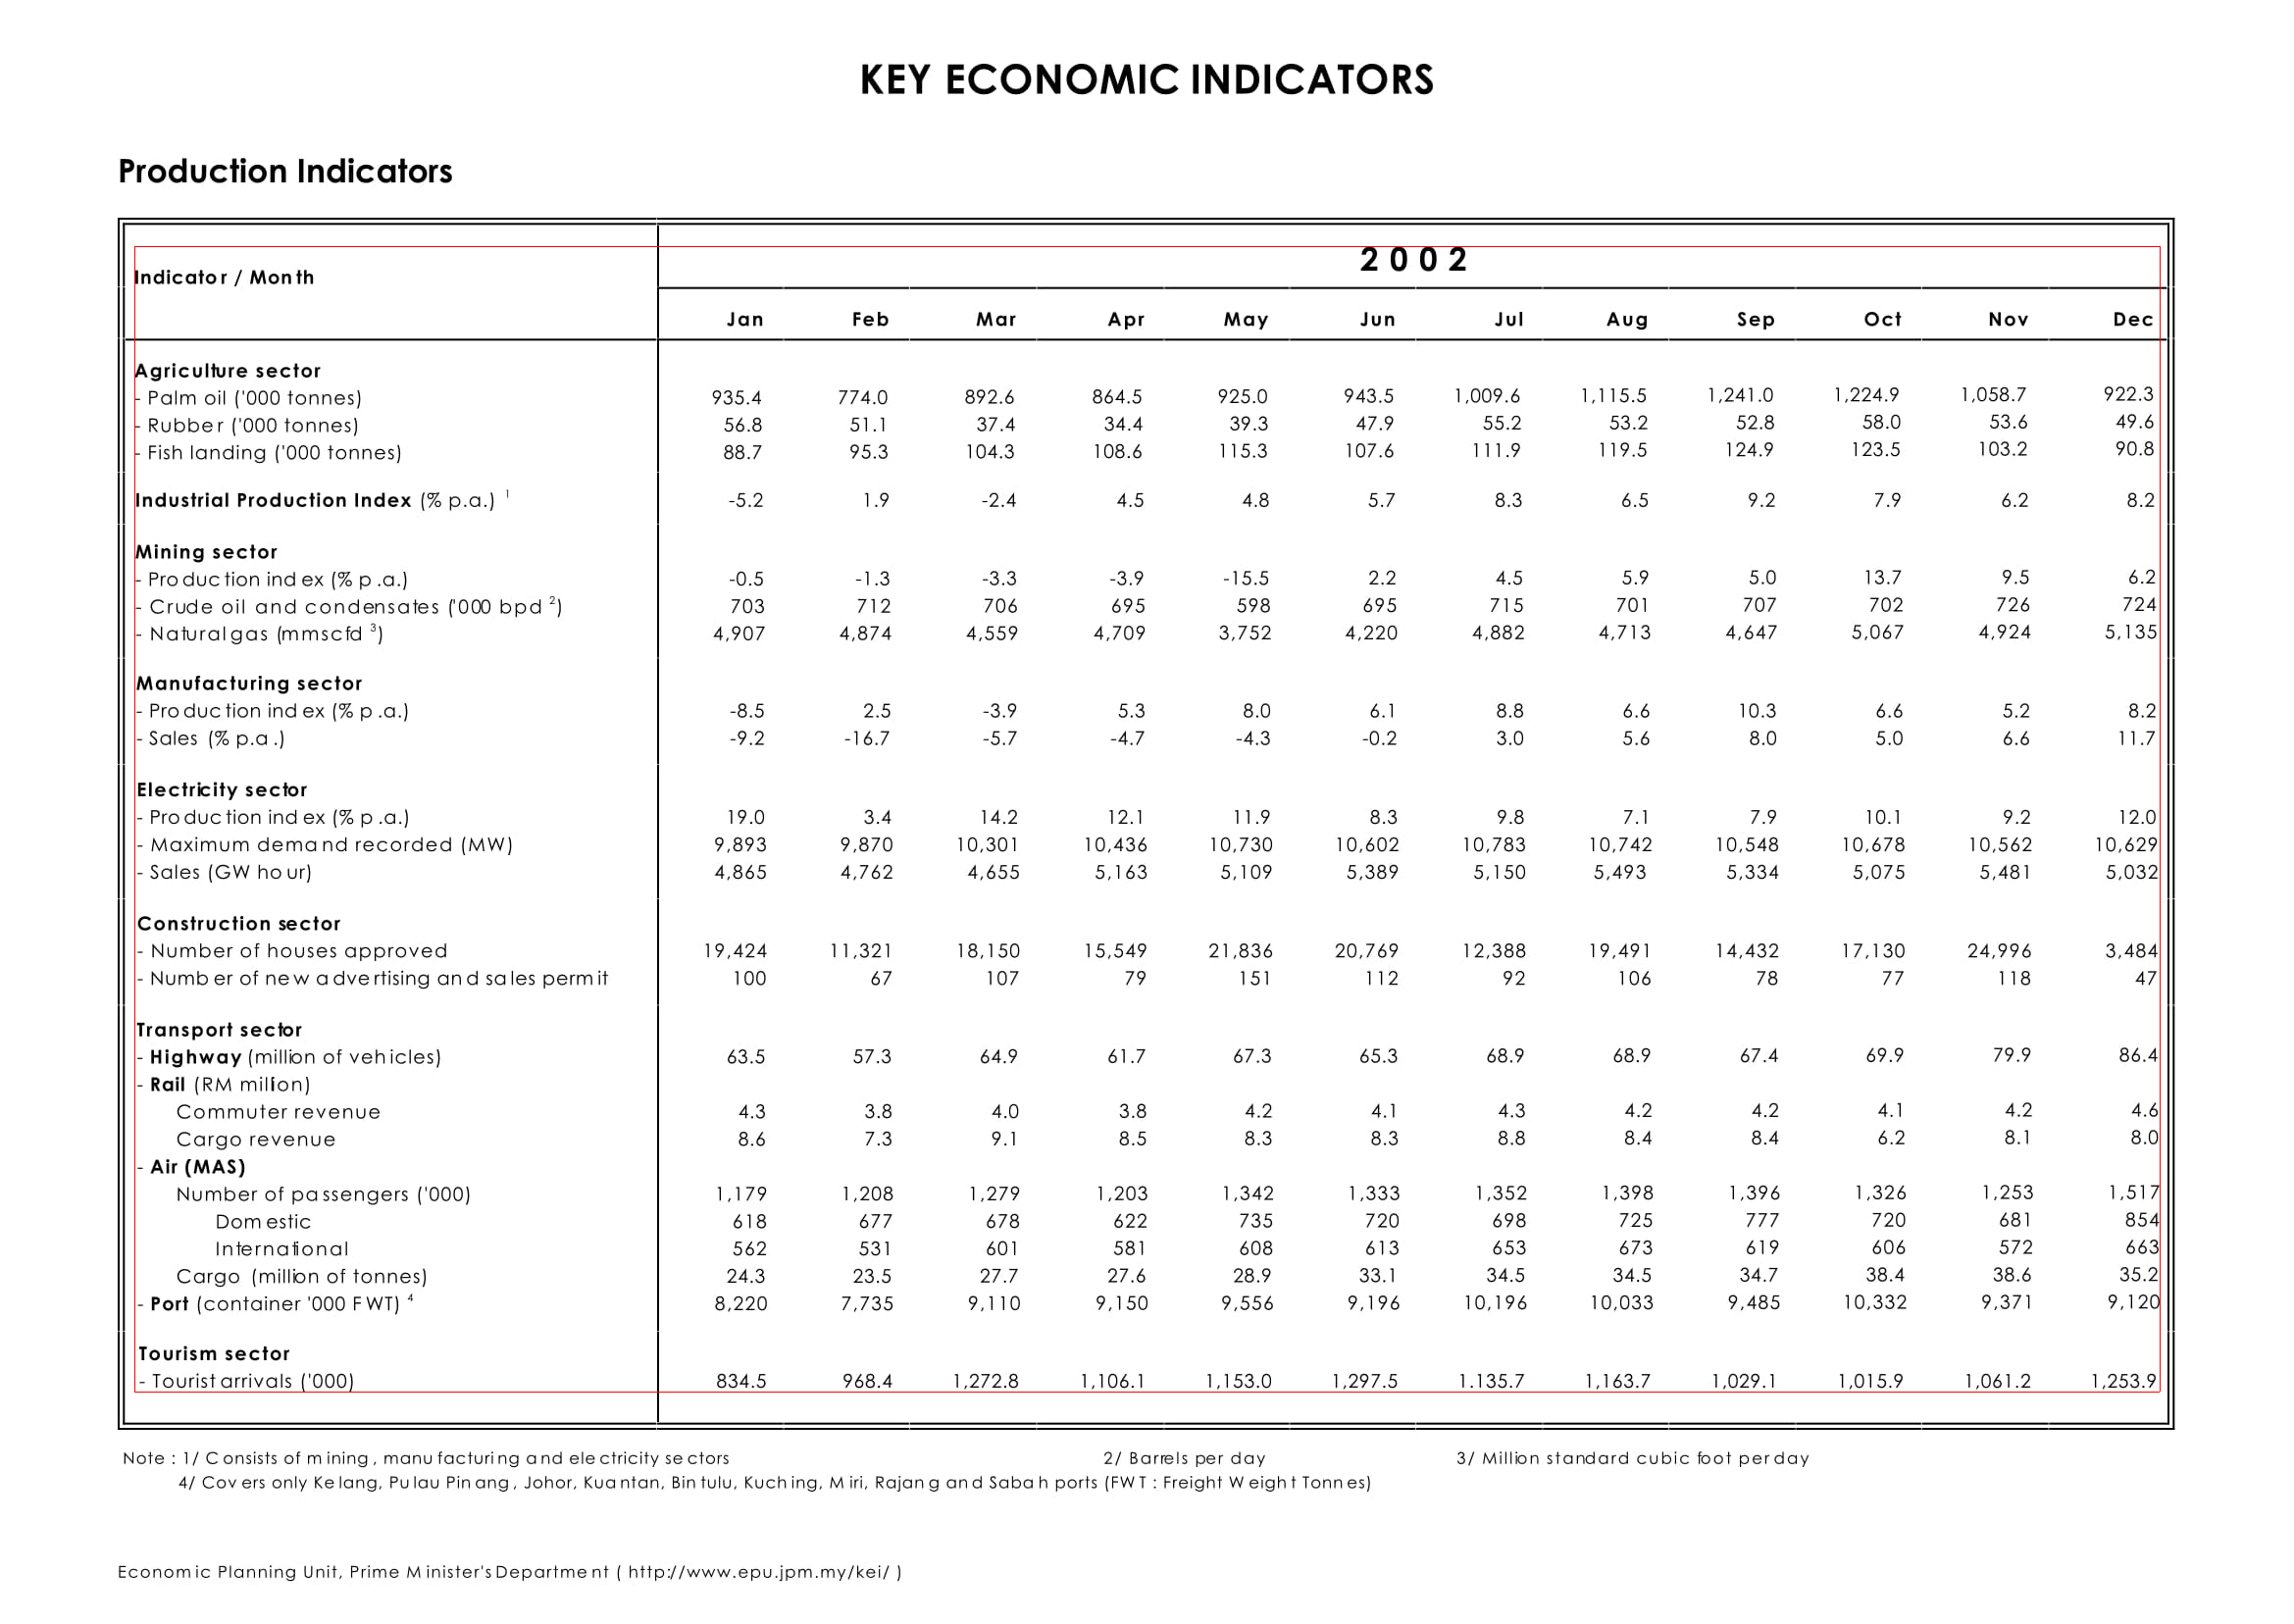 KEY ECONOMIC INDICATORS
Production Indicators
2002
Indicator / Month
Jan Feb Mar Apr May Jun Jul Aug Sep Oct Nov Dec
Agriculture sector
- Palm oil ('000 tonnes) 935.4 774.0 892.6 864.5 925.0 943.5 1,009.6 1,115.5 1,241.0 1,224.9 1,058.7 922.3
- Rubber ('000 tonnes) 56.8 51.1 37.4 34.4 39.3 47.9 55.2 53.2 52.8 58.0 53.6 49.6
- Fish landing ('000 tonnes) 88.7 95.3 104.3 108.6 115.3 107.6 111.9 119.5 124.9 123.5 103.2 90.8
Industrial Production Index (% p.a.) 1 -5.2 1.9 -2.4 4.5 4.8 5.7 8.3 6.5 9.2 7.9 6.2 8.2
Mining sector
- Production index (% p.a.) -0.5 -1.3 -3.3 -3.9 -15.5 2.2 4.5 5.9 5.0 13.7 9.5 6.2
- Crude oil and condensates ('000 bpd 2) 703 712 706 695 598 695 715 701 707 702 726 724
- Natural gas (mmscfd 3) 4,907 4,874 4,559 4,709 3,752 4,220 4,882 4,713 4,647 5,067 4,924 5,135
Manufacturing sector
- Production index (% p.a.) -8.5 2.5 -3.9 5.3 8.0 6.1 8.8 6.6 10.3 6.6 5.2 8.2
- Sales (% p.a.) -9.2 -16.7 -5.7 -4.7 -4.3 -0.2 3.0 5.6 8.0 5.0 6.6 11.7
Electricity sector
- Production index (% p.a.) 19.0 3.4 14.2 12.1 11.9 8.3 9.8 7.1 7.9 10.1 9.2 12.0
- Maximum demand recorded (MW) 9,893 9,870 10,301 10,436 10,730 10,602 10,783 10,742 10,548 10,678 10,562 10,629
- Sales (GW hour) 4,865 4,762 4,655 5,163 5,109 5,389 5,150 5,493 5,334 5,075 5,481 5,032
Construction sector
- Number of houses approved 19,424 11,321 18,150 15,549 21,836 20,769 12,388 19,491 14,432 17,130 24,996 3,484
- Number of new advertising and sales permit 100 67 107 79 151 112 92 106 78 77 118 47
Transport sector
- Highway (million of vehicles) 63.5 57.3 64.9 61.7 67.3 65.3 68.9 68.9 67.4 69.9 79.9 86.4
- Rail (RM milion)
Commuter revenue 4.3 3.8 4.0 3.8 4.2 4.1 4.3 4.2 4.2 4.1 4.2 4.6
Cargo revenue 8.6 7.3 9.1 8.5 8.3 8.3 8.8 8.4 8.4 6.2 8.1 8.0
- Air (MAS)
Number of passengers ('000) 1,179 1,208 1,279 1,203 1,342 1,333 1,352 1,398 1,396 1,326 1,253 1,517
Domestic 618 677 678 622 735 720 698 725 777 720 681 854
International 562 531 601 581 608 613 653 673 619 606 572 663
Cargo (million of tonnes) 24.3 23.5 27.7 27.6 28.9 33.1 34.5 34.5 34.7 38.4 38.6 35.2
- Port (container '000 FWT) 4 8,220 7,735 9,110 9,150 9,556 9,196 10,196 10,033 9,485 10,332 9,371 9,120
Tourism sector
- Tourist arrivals ('000) 834.5 968.4 1,272.8 1,106.1 1,153.0 1,297.5 1.135.7 1,163.7 1,029.1 1,015.9 1,061.2 1,253.9
Note : 1/ Consists of mining, manufacturing and electricity sectors 2/ Barrels per day 3/ Million standard cubic foot per day
4/ Covers only Kelang, Pulau Pinang, Johor, Kuantan, Bintulu, Kuching, Miri, Rajang and Sabah ports (FWT : Freight Weight Tonnes)
Economic Planning Unit, Prime Minister's Department ( http://www.epu.jpm.my/kei/ )